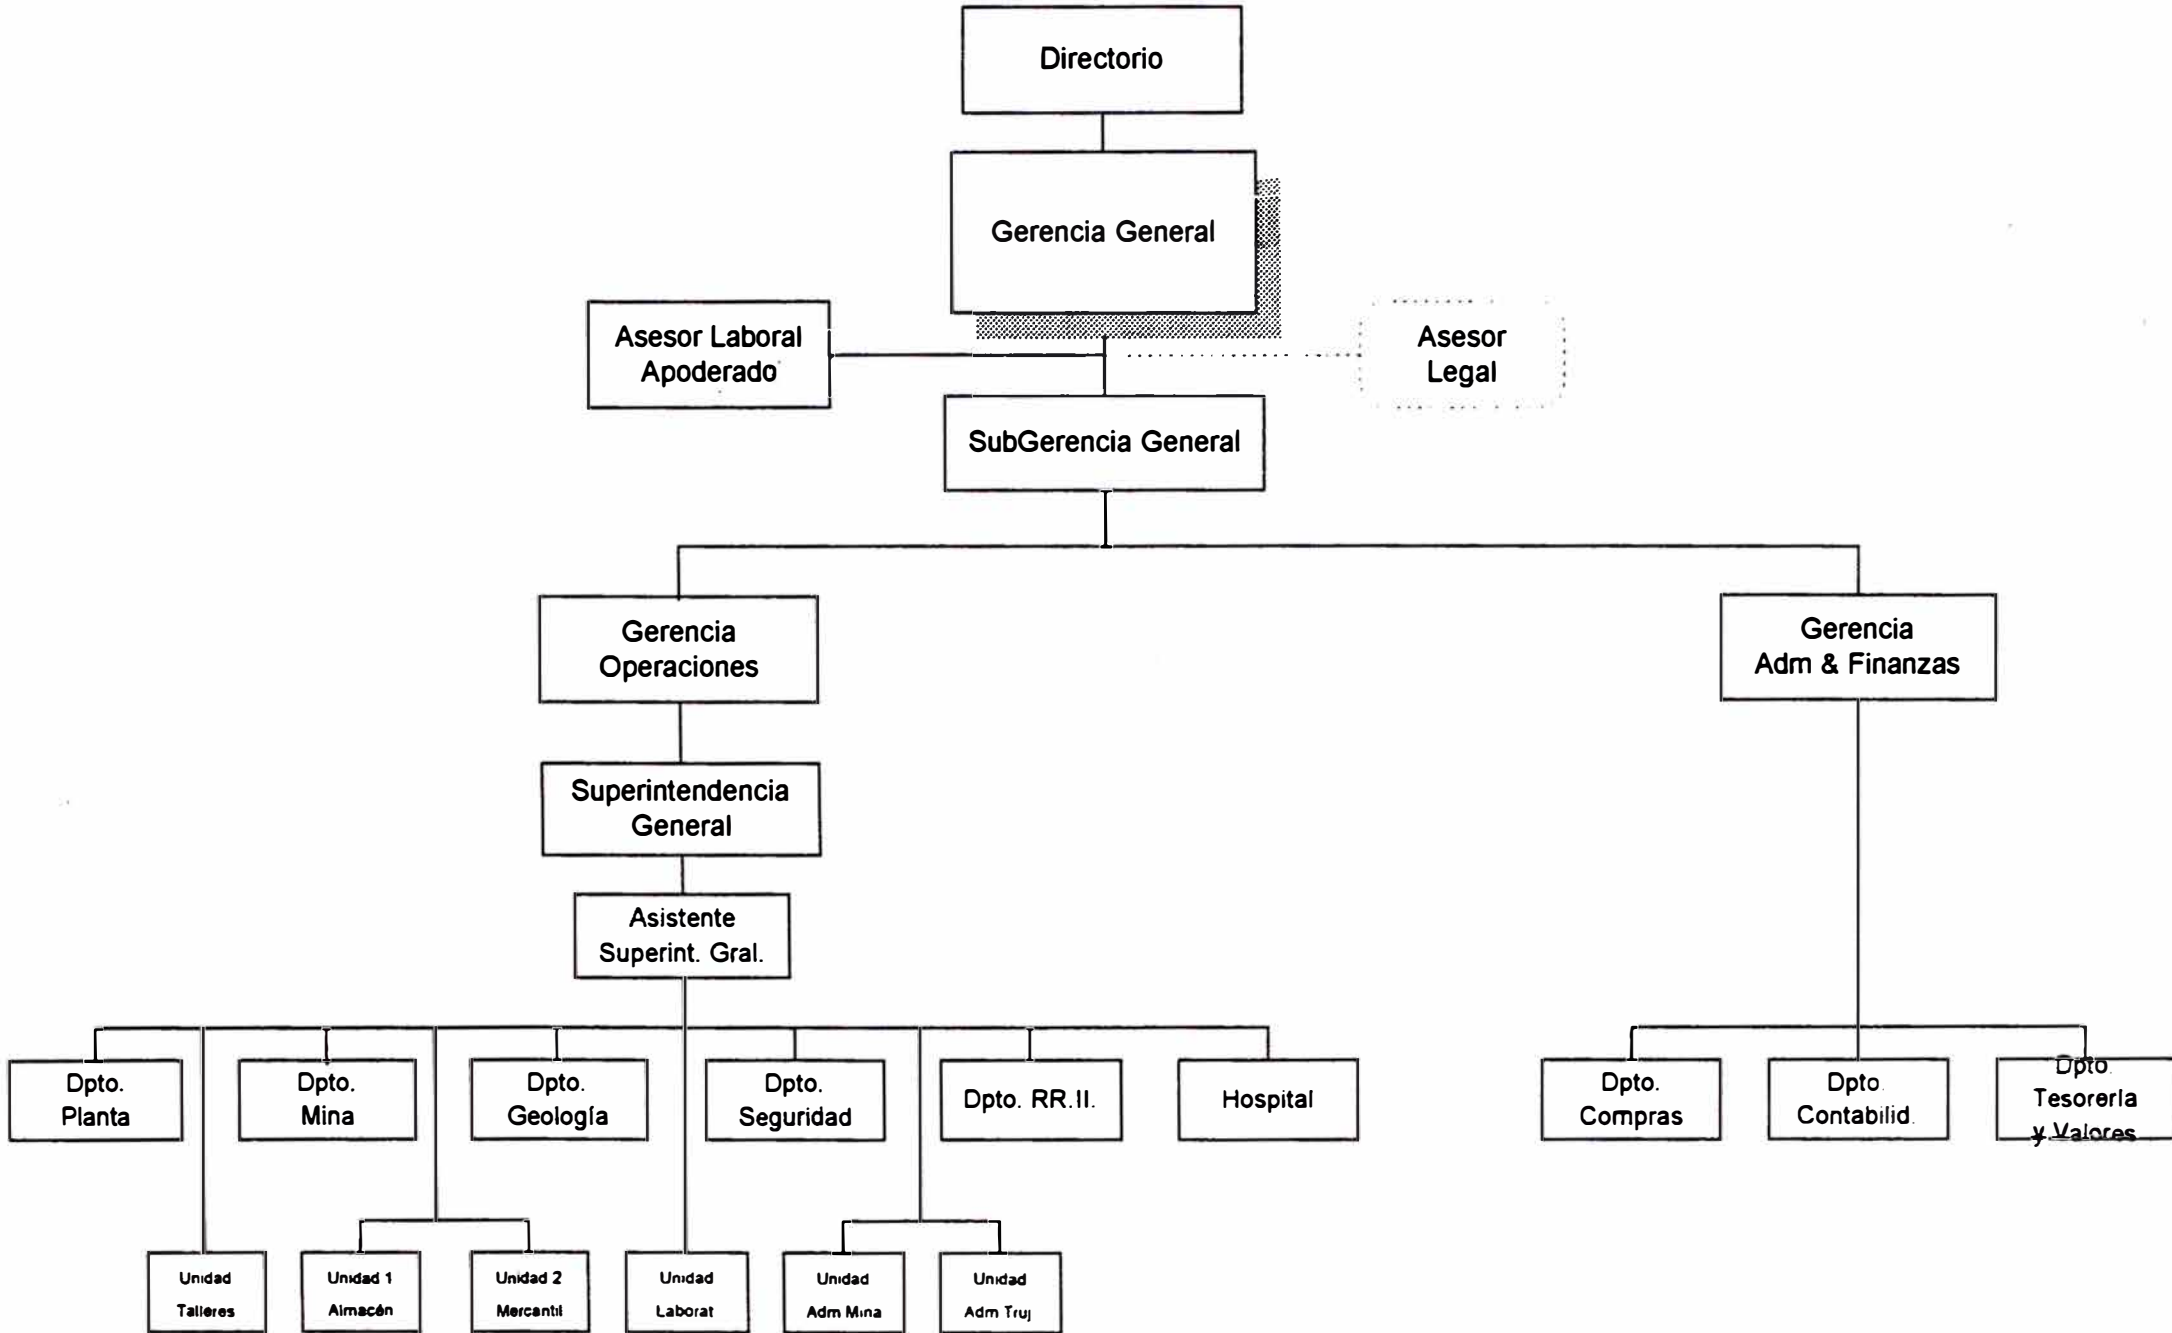 Directorio
Gerencia General
Asesor Laboral
Apoderado
Asesor
Legal
SubGerencia General
Gerencia
Operaciones
Gerencia
Adm & Finanzas
Superintendencia
General
Asistente
Superint. Gral.
Dpto.
Planta
Dpto.
Mina
Dpto.
Geología
Dpto.
Seguridad
Dpto. RR.II.
Hospital
Dpto.
Compras
Dpto.
Contabilid.
Dpto.
Tesorería
y Valores
Unidad
Talleres
Unidad 1
Almacén
Unidad 2
Mercantil
Unidad
Laborat
Unidad
Adm Mina
Unidad
Adm Truj